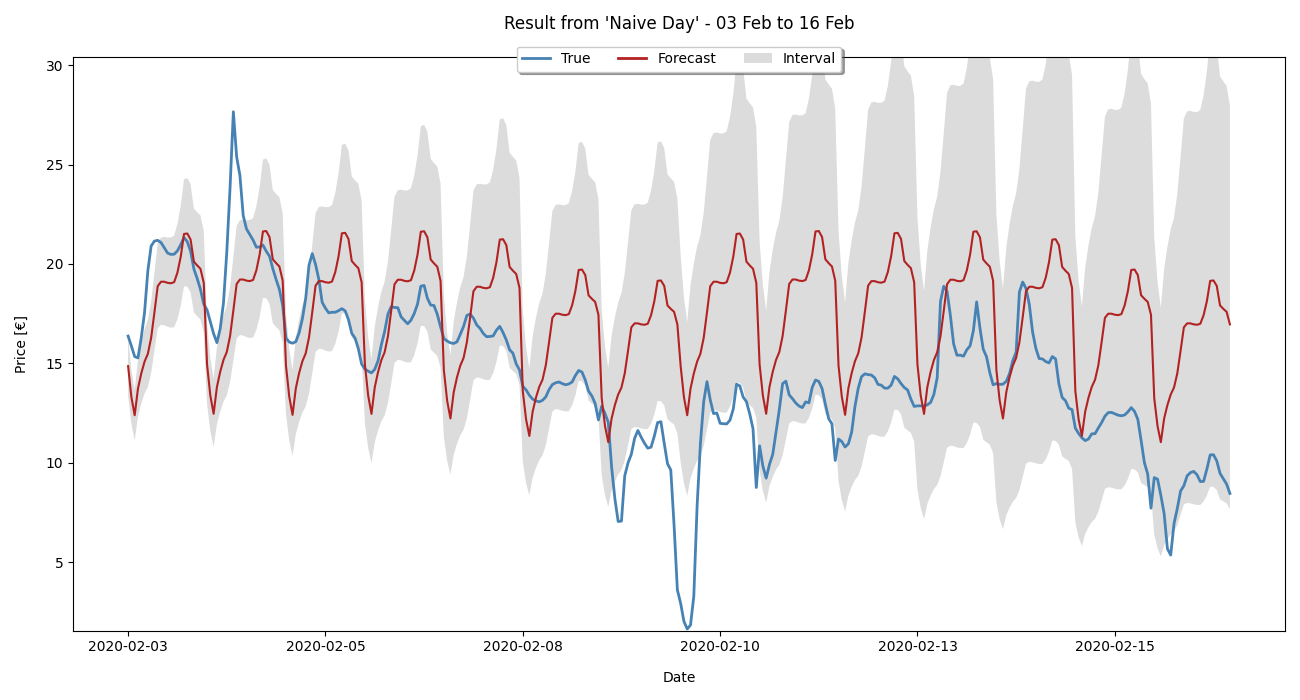 Result from 'Naive Day' - 03 Feb to 16 Feb
True Forecast Interval
30
25
20
15
10
5
Price [€]
2020-02-03 2020-02-05 2020-02-08 2020-02-10 2020-02-13 2020-02-15
Date